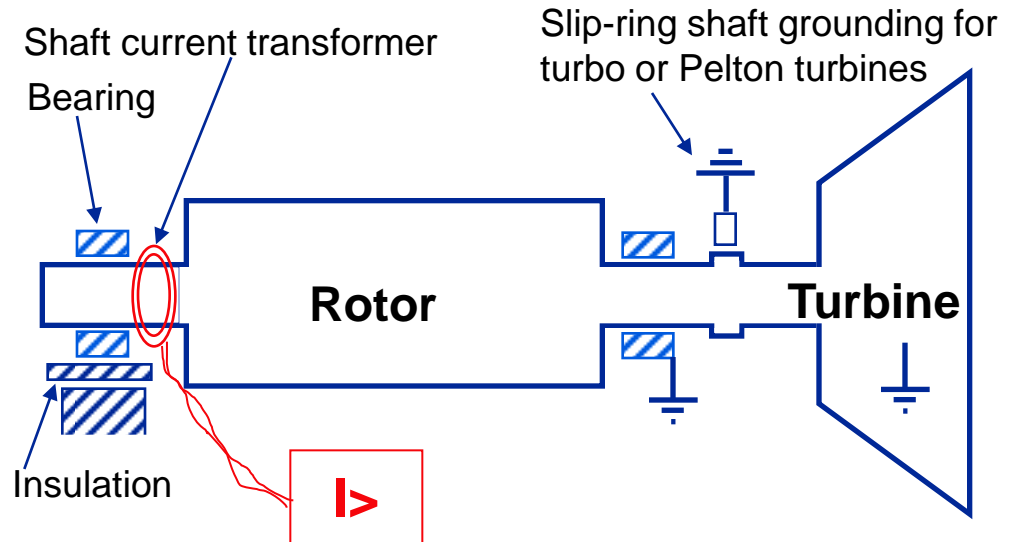 Shaft current transformer
Bearing
Slip-ring shaft grounding for
turbo or Pelton turbines
Rotor
Turbine
Insulation
I>